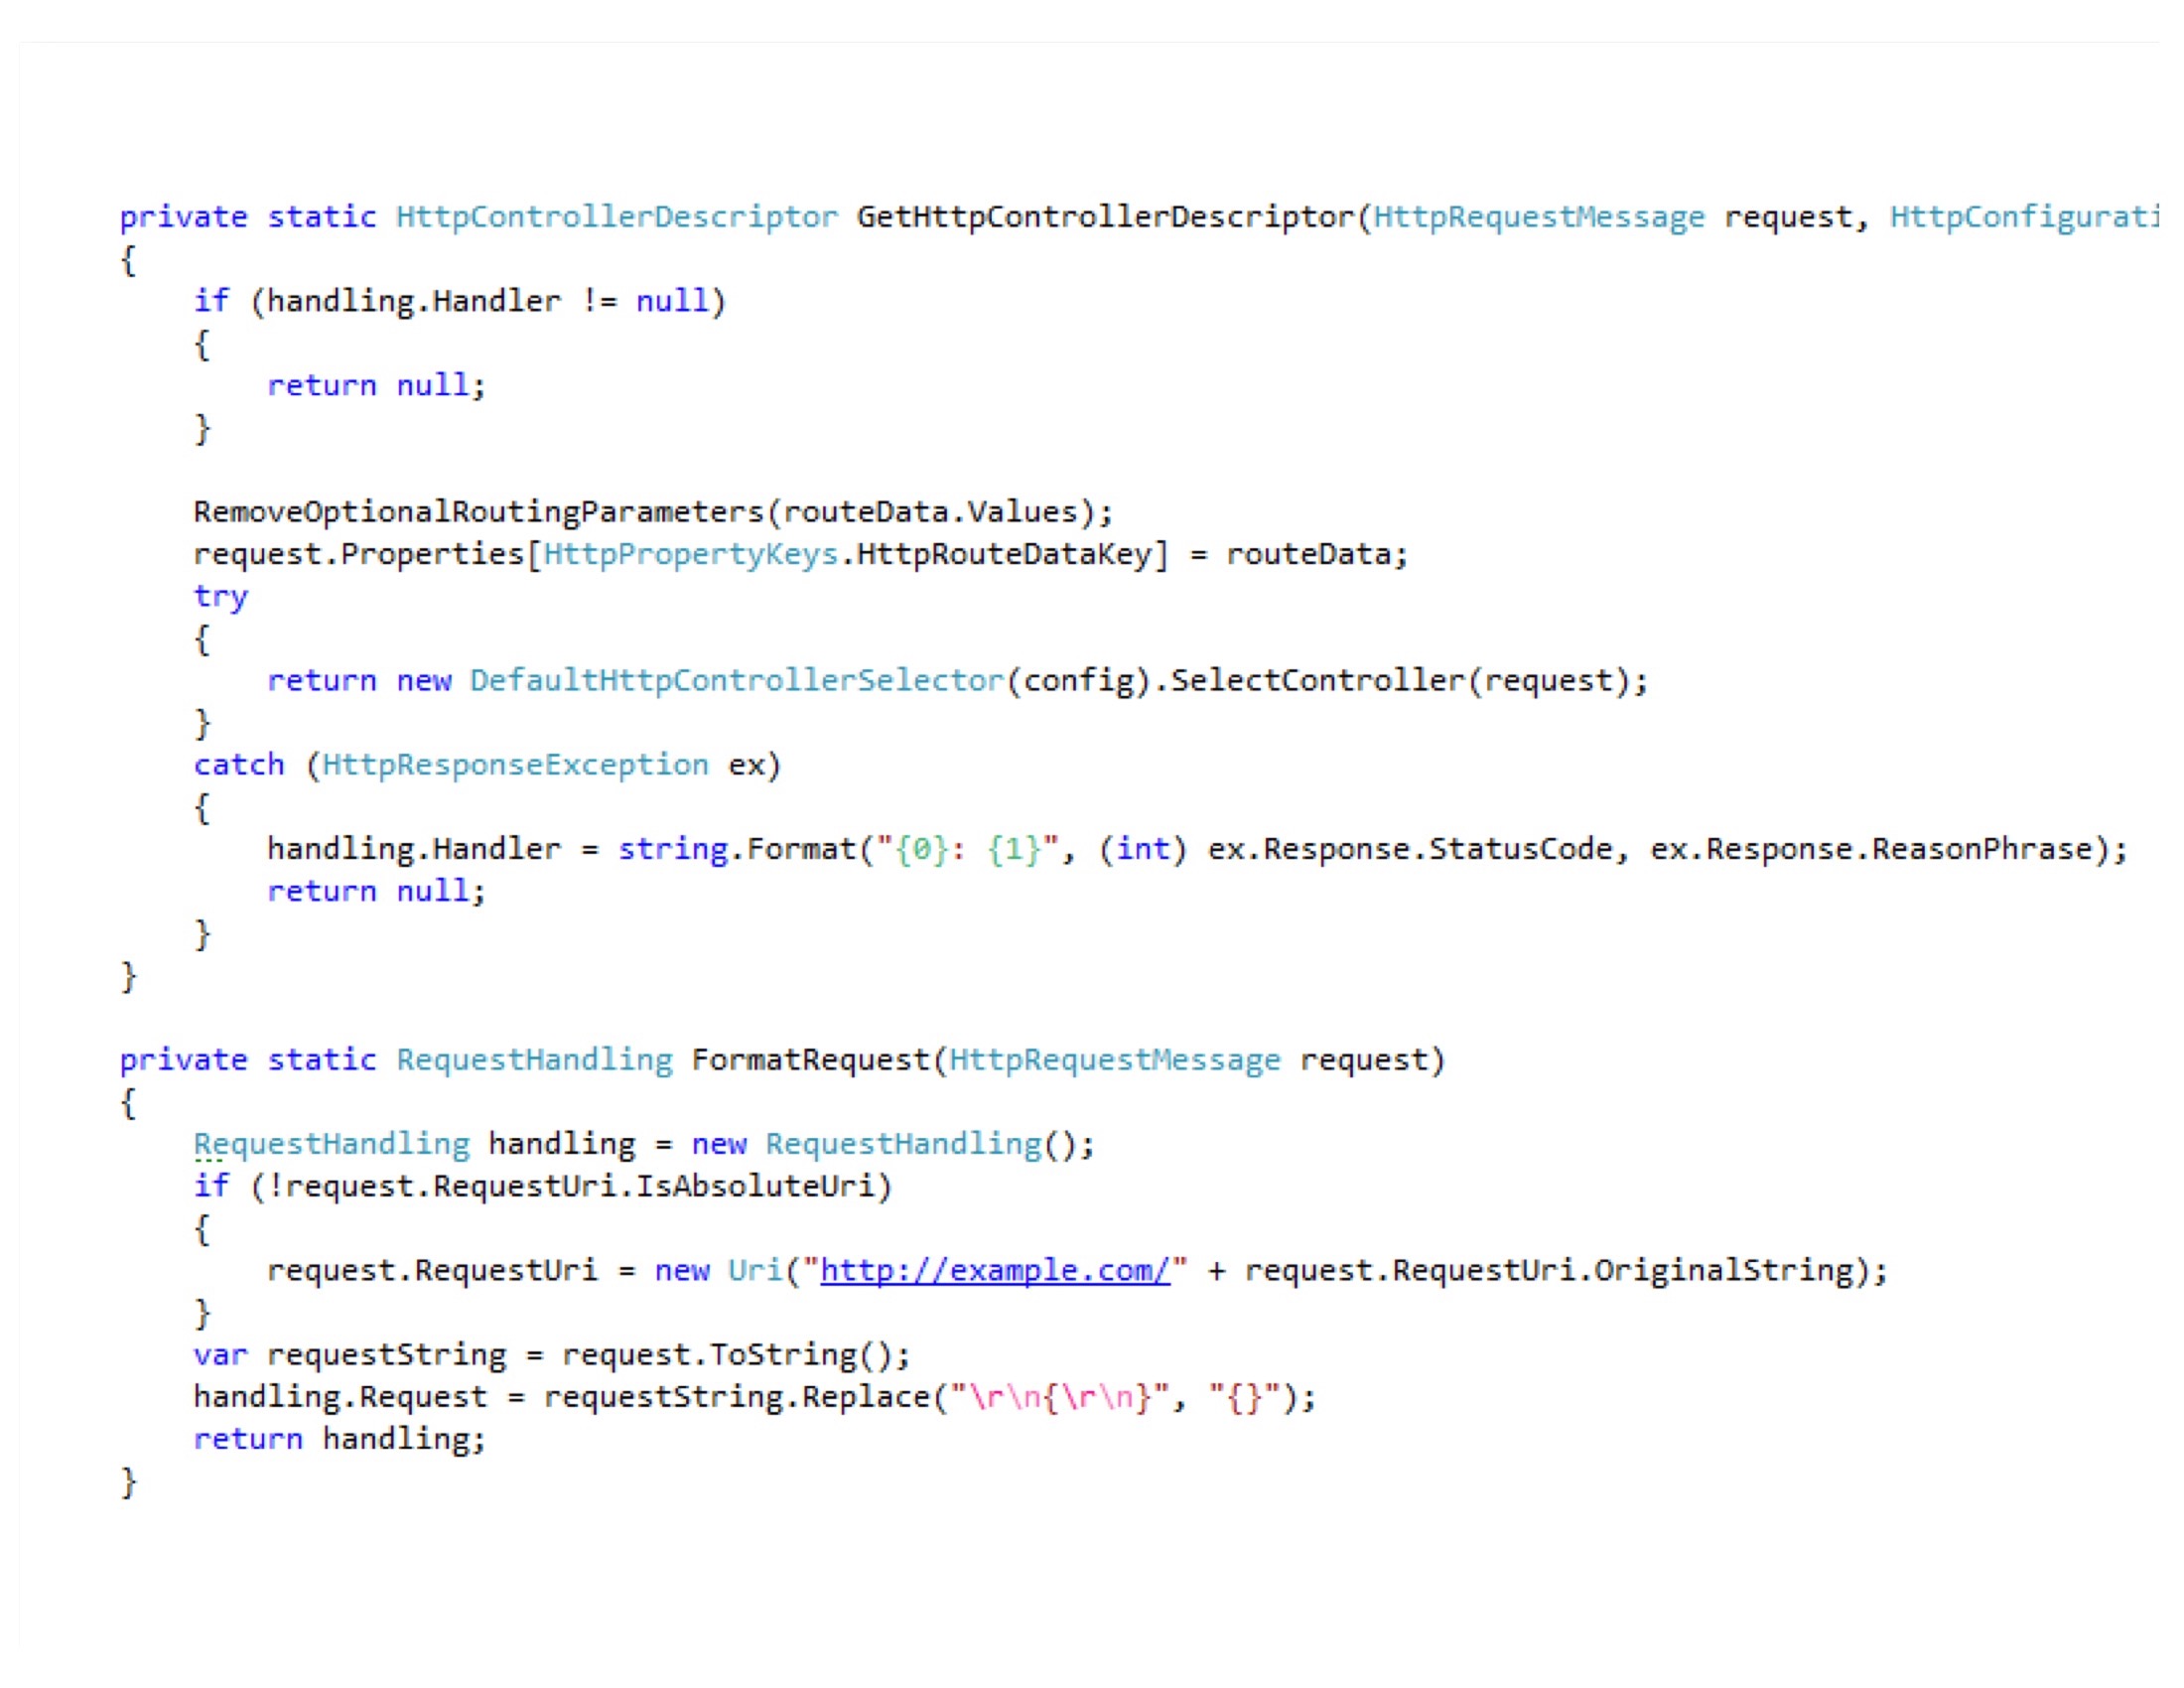 private static HttpControllerDescriptor GetHttpControllerDescriptor(HttpRequestMessage request, HttpConfigurati
{
    if (handling.Handler != null)
    {
        return null;
    }

    RemoveOptionalRoutingParameters(routeData.Values);
    request.Properties[HttpPropertyKeys.HttpRouteDataKey] = routeData;
    try
    {
        return new DefaultHttpControllerSelector(config).SelectController(request);
    }
    catch (HttpResponseException ex)
    {
        handling.Handler = string.Format("{0}: {1}", (int) ex.Response.StatusCode, ex.Response.ReasonPhrase);
        return null;
    }
}

private static RequestHandling FormatRequest(HttpRequestMessage request)
{
    RequestHandling handling = new RequestHandling();
    if (!request.RequestUri.IsAbsoluteUri)
    {
        request.RequestUri = new Uri("http://example.com/" + request.RequestUri.OriginalString);
    }
    var requestString = request.ToString();
    handling.Request = requestString.Replace("\r\n{\r\n}", "{}");
    return handling;
}